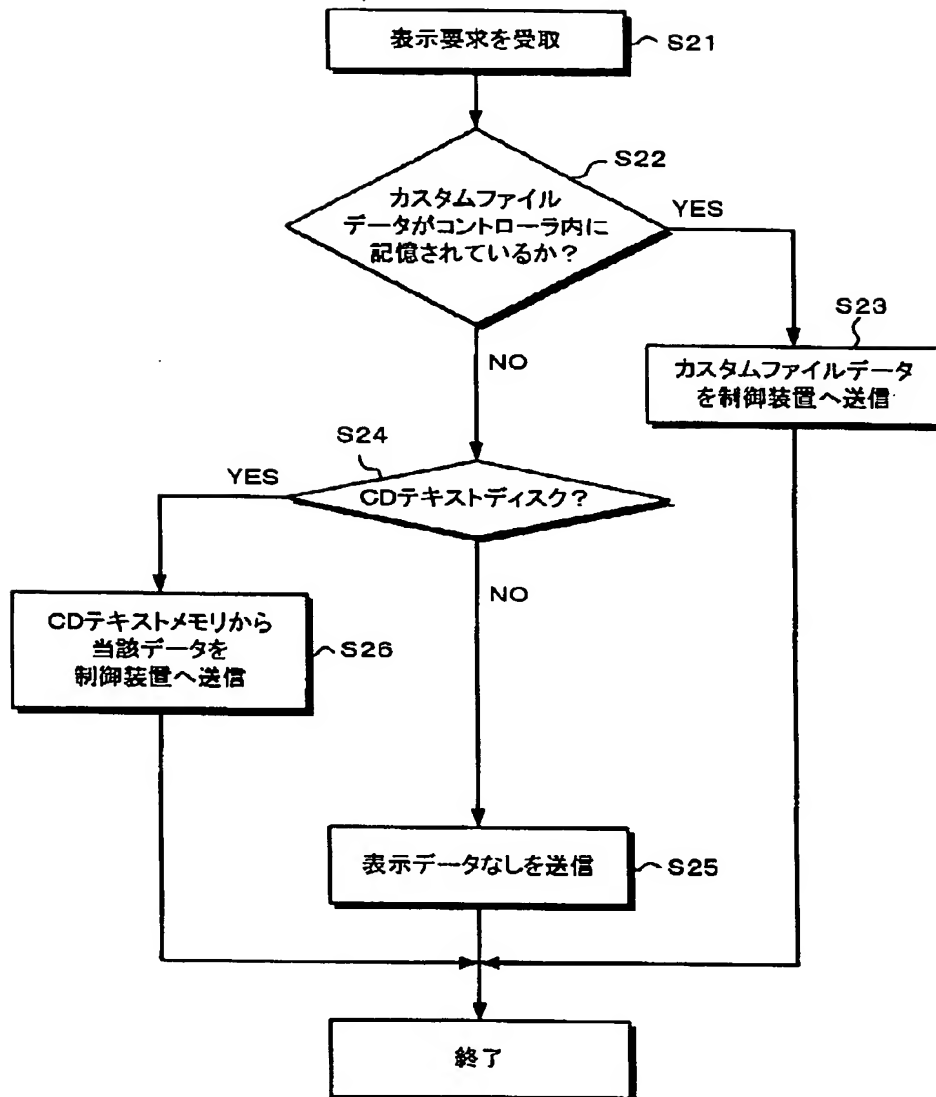 表示要求を受取
S21
S22
カスタムファイル
データがコントローラ内に
記憶されているか？
YES
NO
S23
カスタムファイルデータ
を制御装置へ送信
S24
YES
CDテキストディスク？
NO
CDテキストメモリから
当該データを
制御装置へ送信
S26
表示データなしを送信
S25
終了